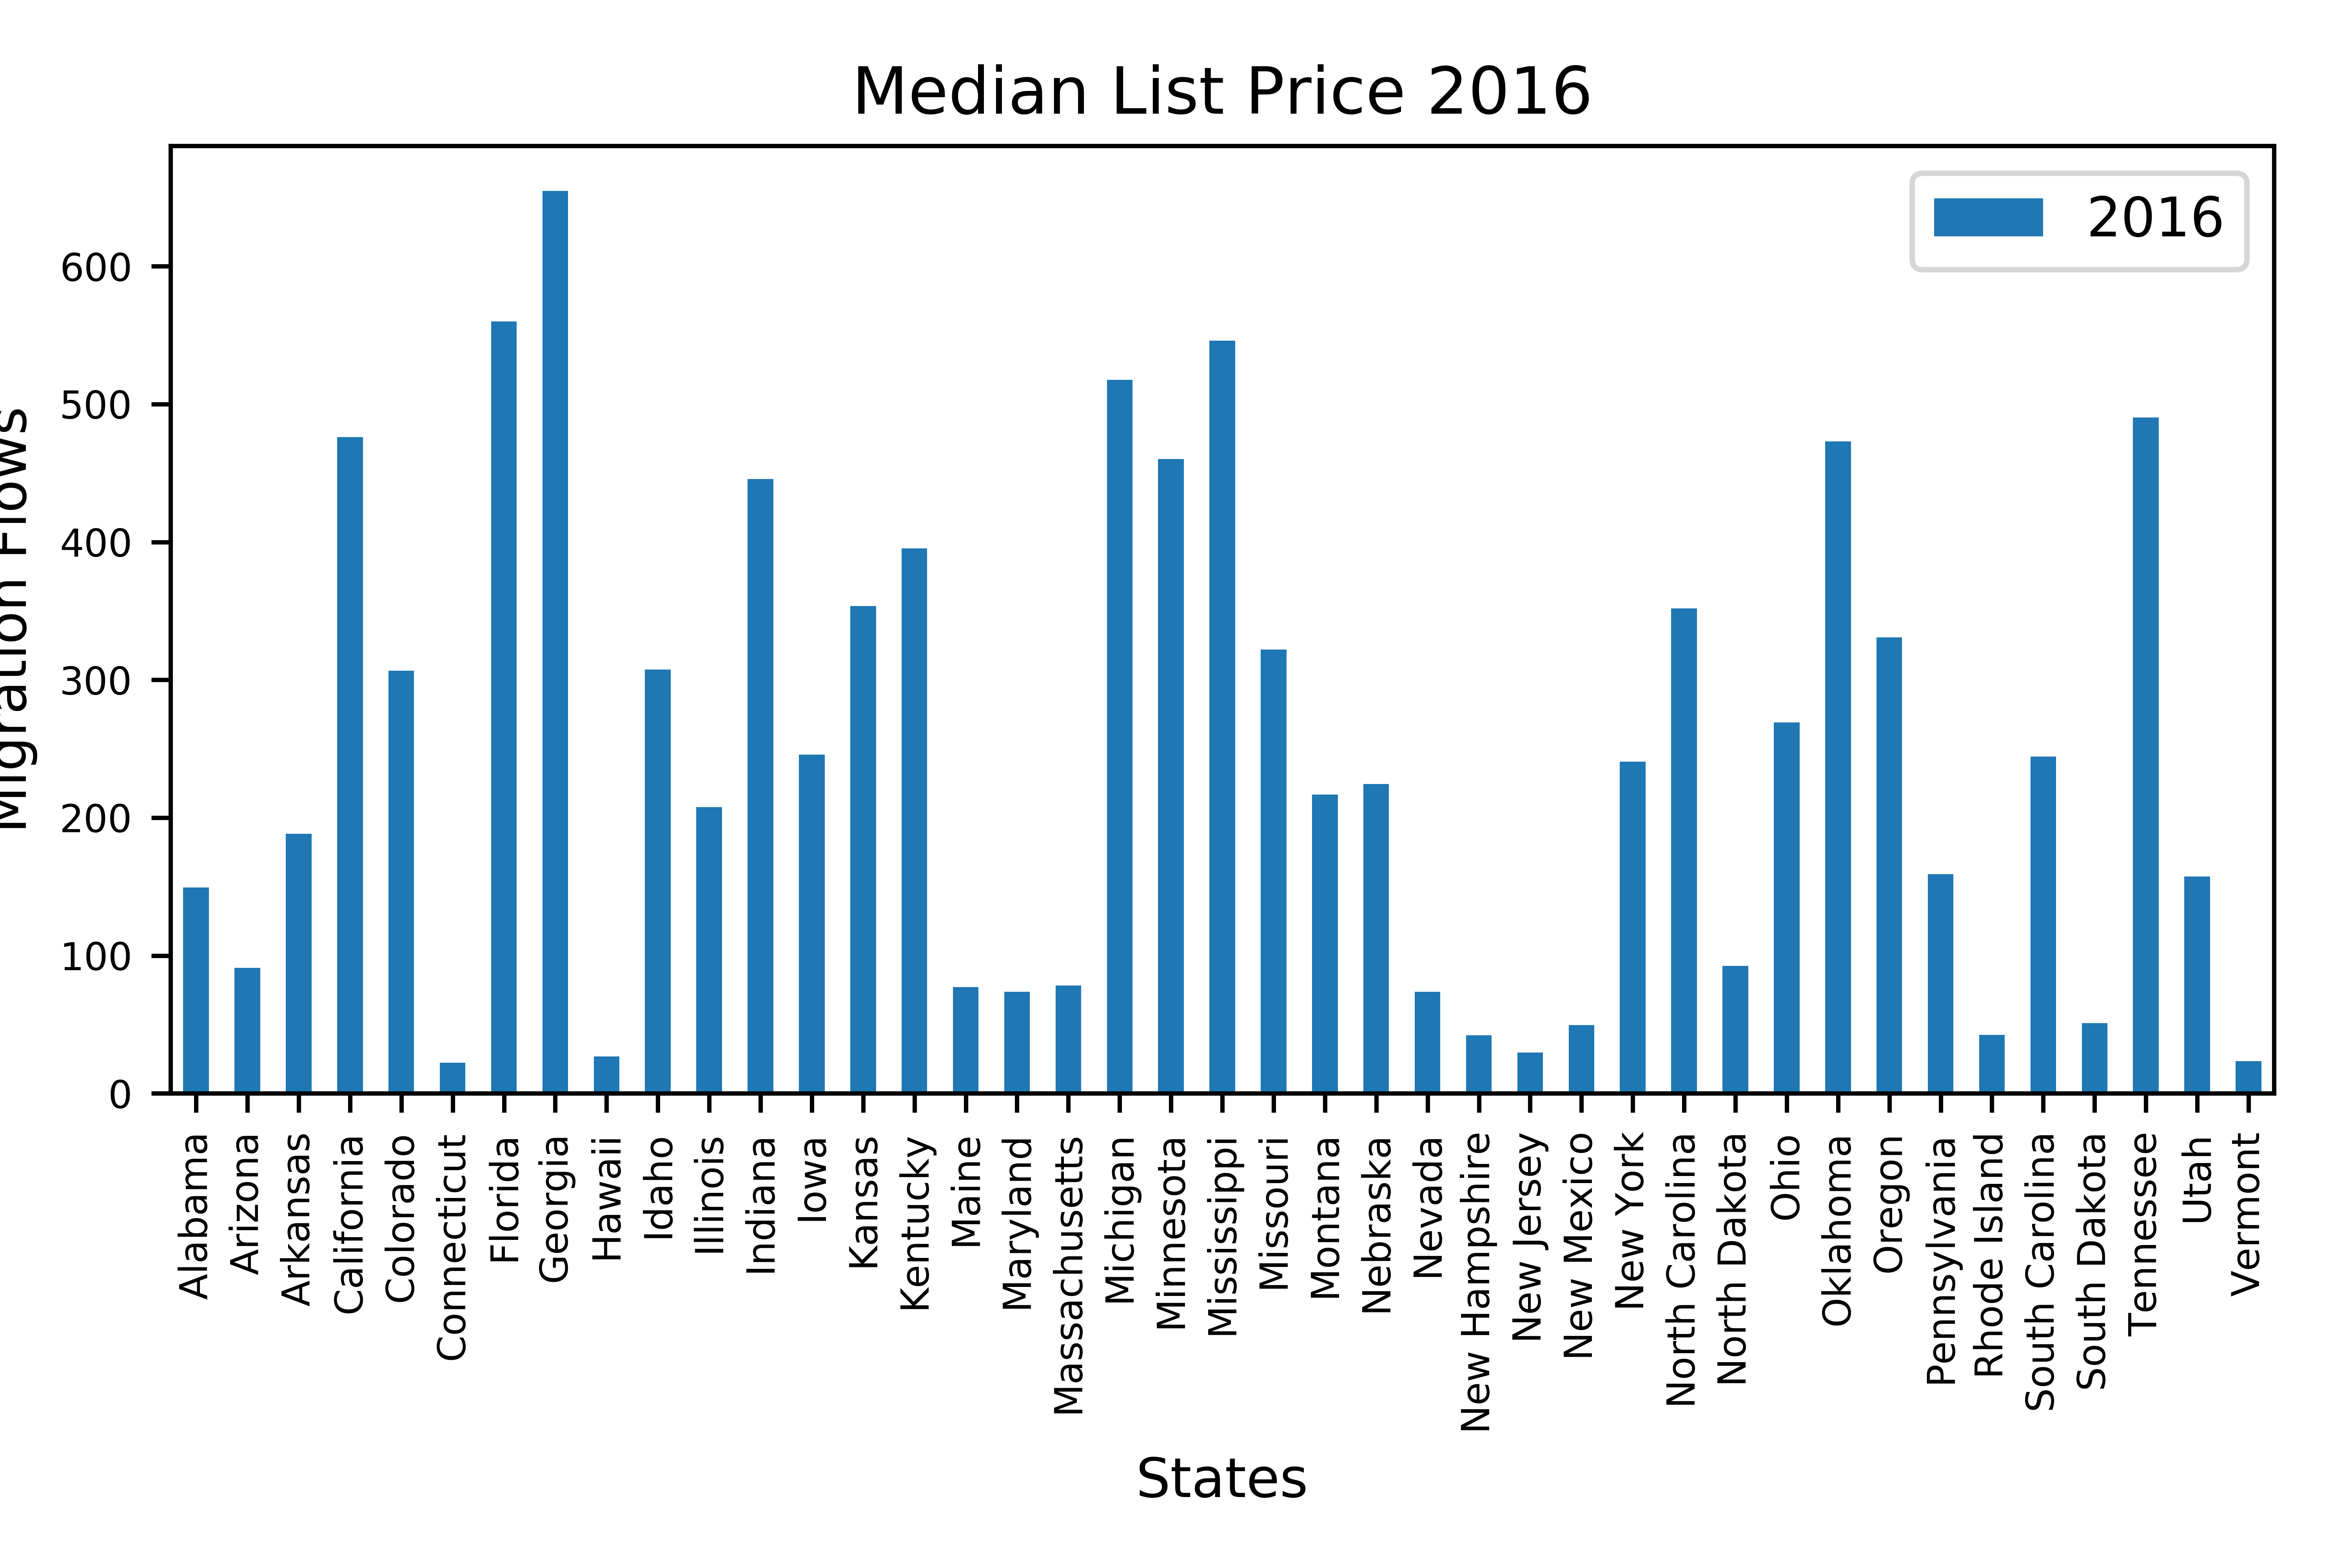 Median List Price 2016
2016
Migration Flows
600
500
400
300
200
100
0
Alabama
Arizona
Arkansas
California
Colorado
Connecticut
Florida
Georgia
Hawaii
Idaho
Illinois
Indiana
Iowa
Kansas
Kentucky
Maine
Maryland
Massachusetts
Michigan
Minnesota
Mississippi
Missouri
Montana
Nebraska
Nevada
New Hampshire
New Jersey
New Mexico
New York
North Carolina
North Dakota
Ohio
Oklahoma
Oregon
Pennsylvania
Rhode Island
South Carolina
South Dakota
Tennessee
Utah
Vermont
States